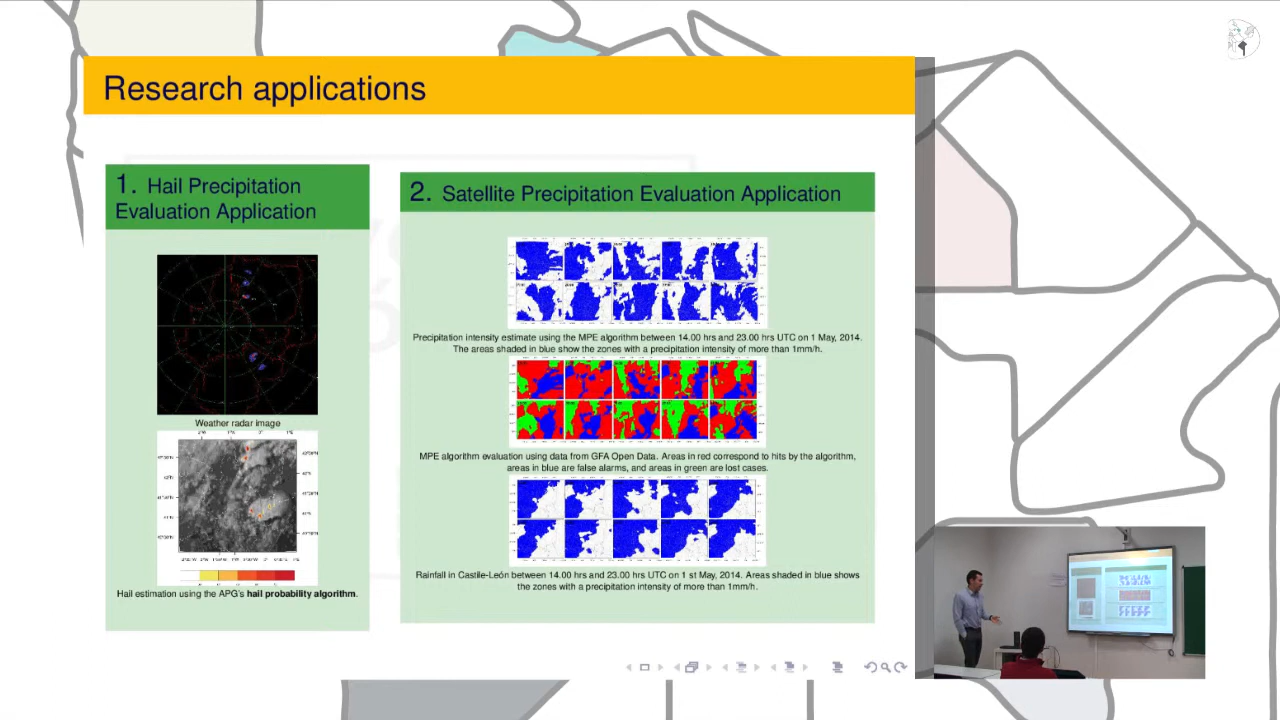 Research applications
1. Hail Precipitation
Evaluation Application
Weather radar image
Hail estimation using the APG's hail probability algorithm.
2. Satellite Precipitation Evaluation Application
Precipitation intensity estimate using the MPE algorithm between 14.00 hrs and 23.00 hrs UTC on 1 May, 2014.
The areas shaded in blue show the zones with a precipitation intensity of more than 1mm/h.
MPE algorithm evaluation using data from GFA Open Data. Areas in red correspond to hits by the algorithm,
areas in blue are false alarms, and areas in green are lost cases.
Rainfall in Castile-León between 14.00 hrs and 23.00 hrs UTC on 1 st May, 2014. Areas shaded in blue shows
the zones with a precipitation intensity of more than 1mm/h.